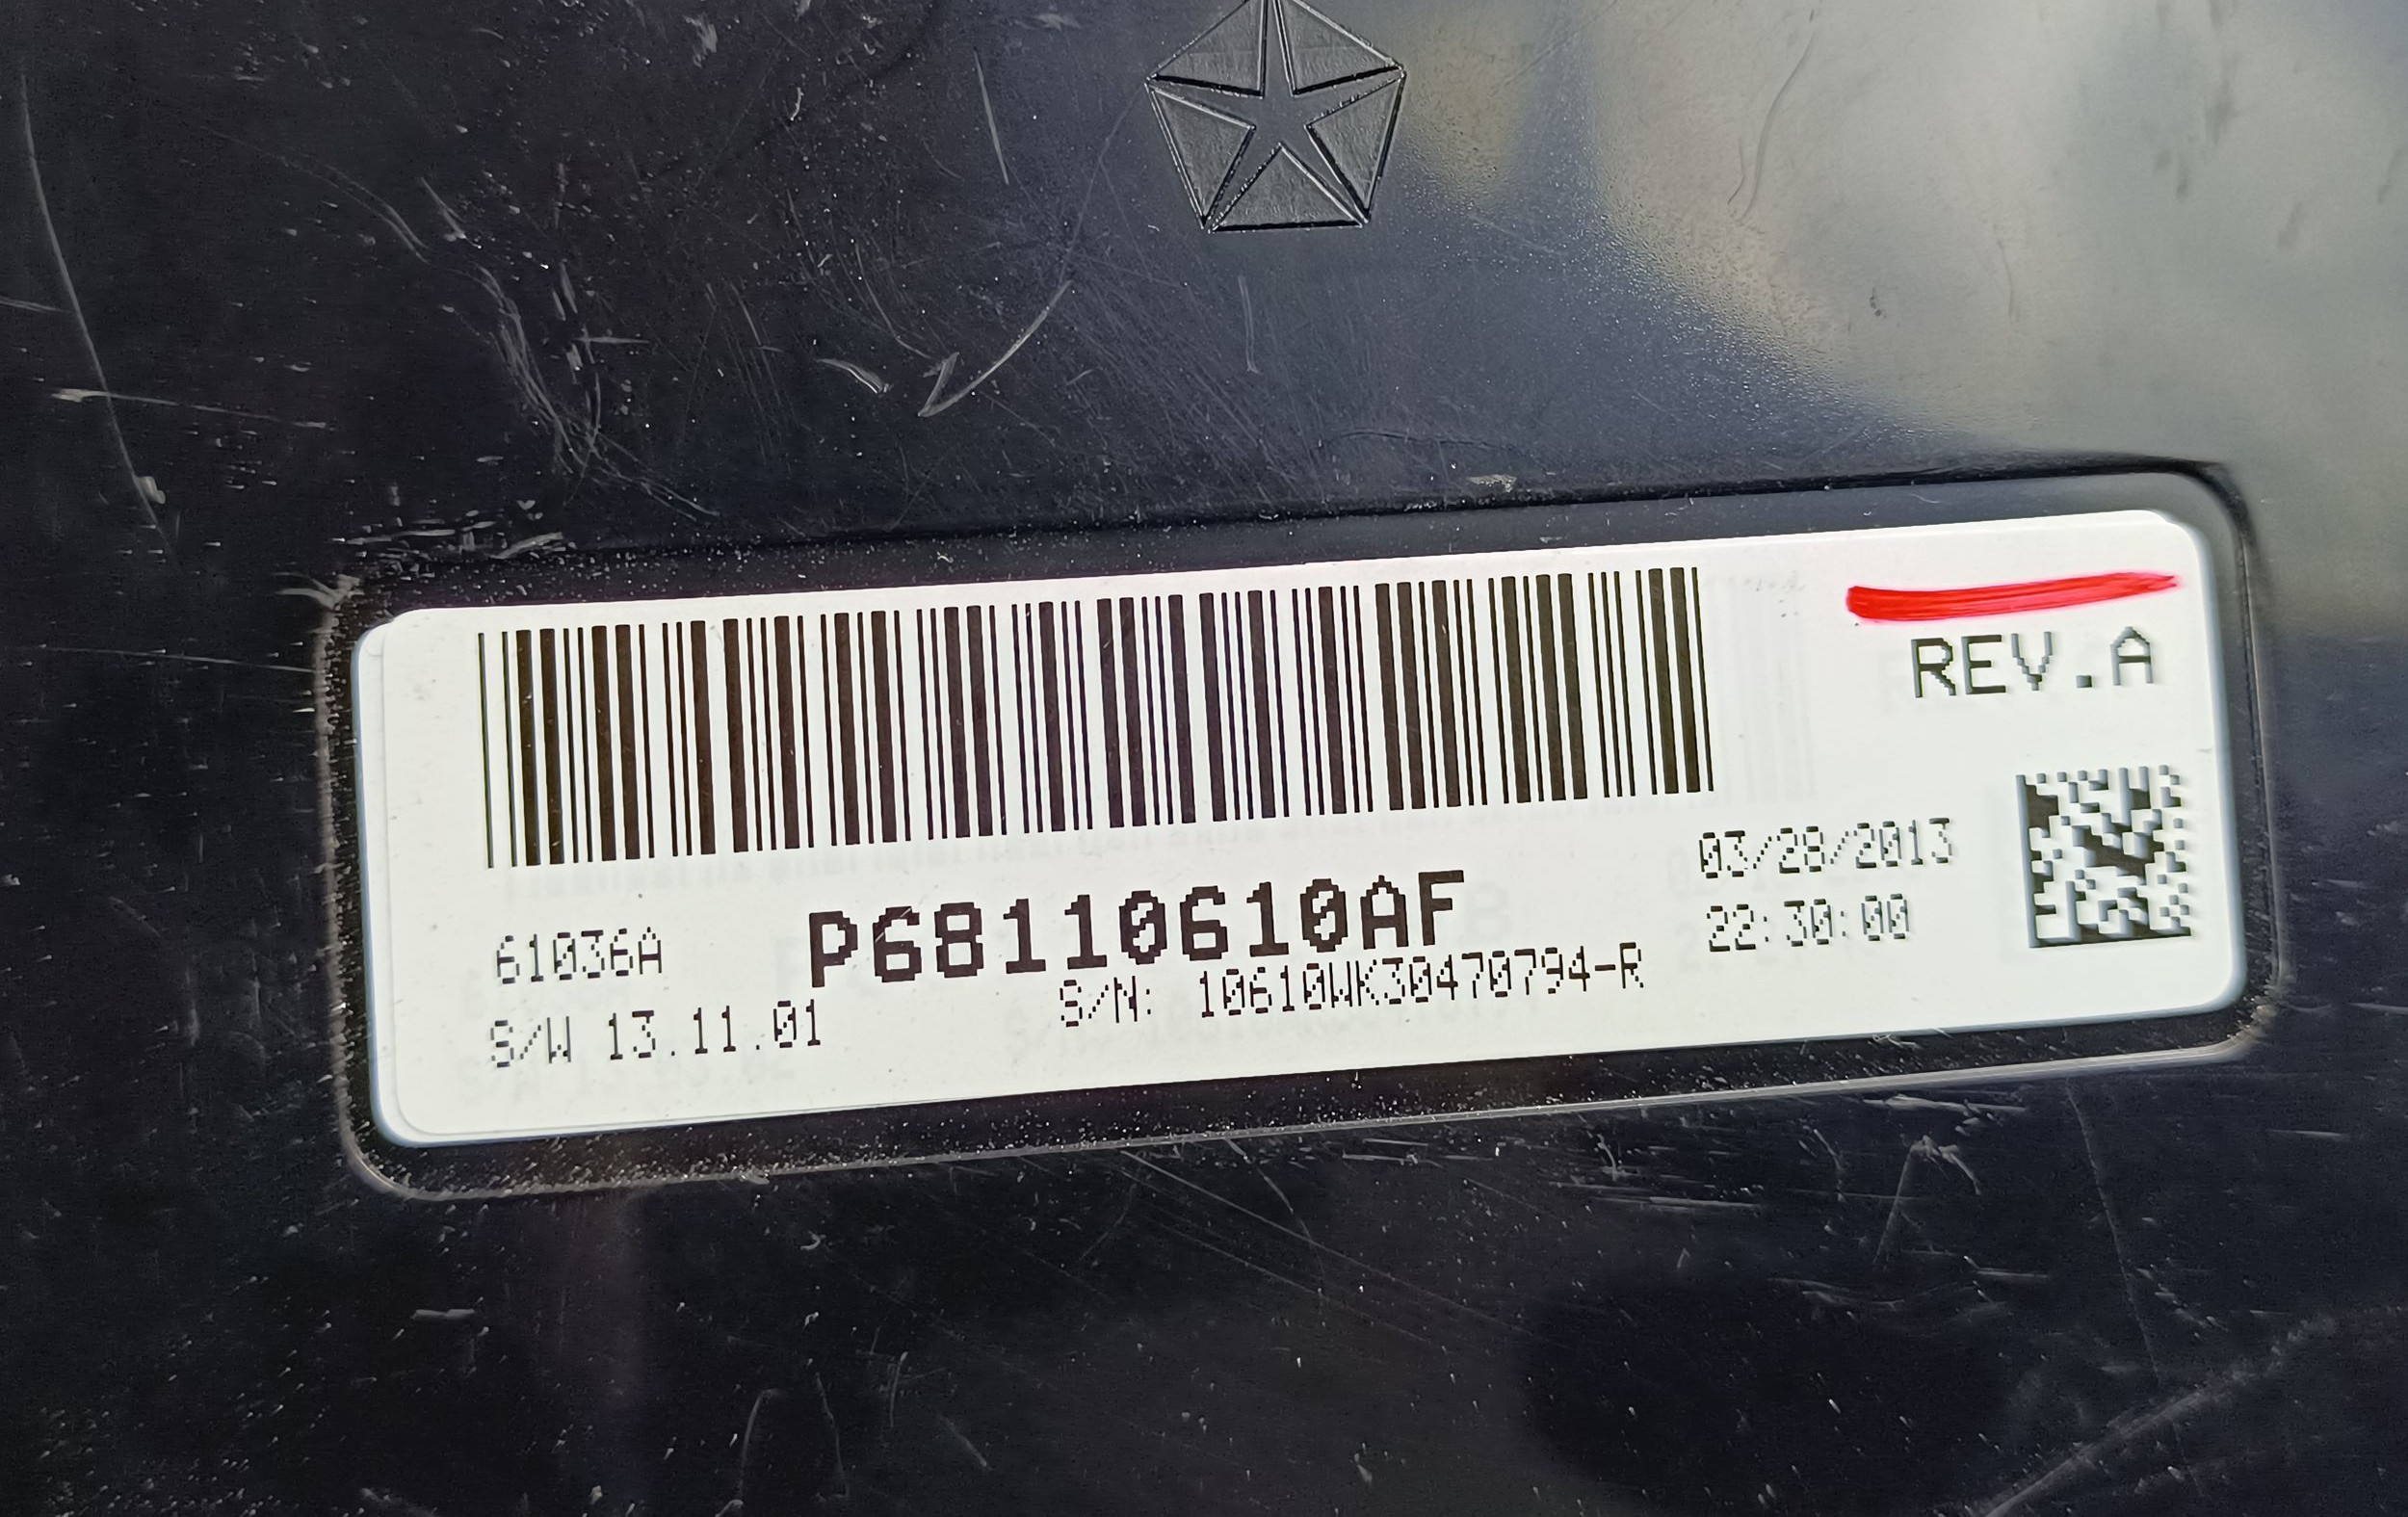 REV.A
03/28/2013
22:30:00
61036A
P68110610AF
S/N: 10610WK30470794-R
S/W 13.11.01